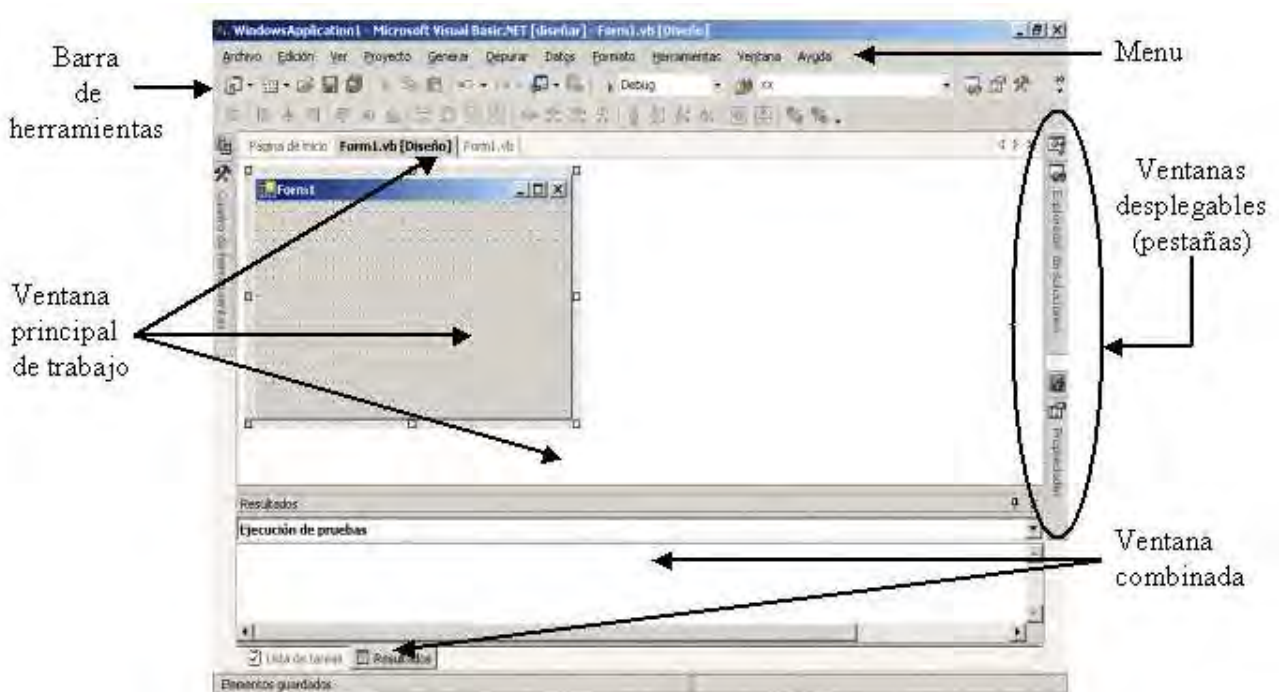 WindowsApplication1 - Microsoft Visual Basic.NET [diseñar] - Form1.vb [Diseño]
Archivo Edición Ver Proyecto Generar Depurar Datos Formato Herramientas Ventana Ayuda
Menu
Barra
de
herramientas
Debug
cx
Página de inicio Form1.vb [Diseño] Form1.vb
Form1
Cuadro de herramientas
Explorador de soluciones
Propiedades
Ventanas
desplegables
(pestañas)
Ventana
principal
de trabajo
Resultados
Ejecución de pruebas
Ventana
combinada
Lista de tareas Resultados
Elementos guardados